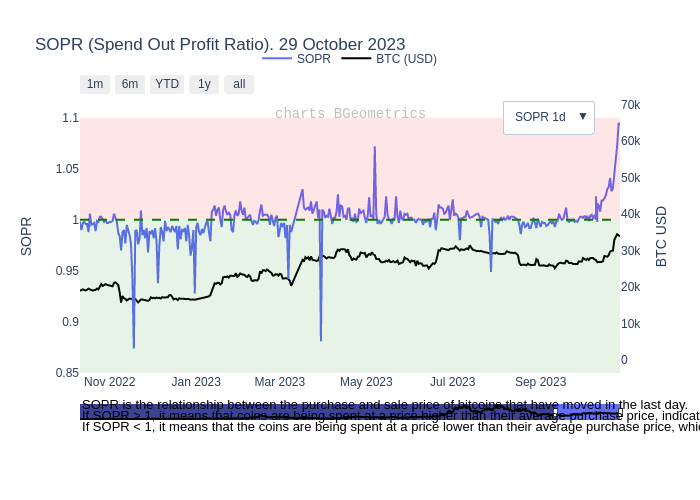 SOPR (Spend Out Profit Ratio). 29 October 2023
SOPR BTC (USD)
1m 6m YTD 1y all
charts BGeometrics
SOPR 1d ▼
1.1
1.05
1
0.95
0.9
0.85
SOPR
70k
60k
50k
40k
30k
20k
10k
0
BTC USD
Nov 2022 Jan 2023 Mar 2023 May 2023 Jul 2023 Sep 2023
SOPR is the relationship between the purchase and sale price of bitcoins that have moved in the last day.
If SOPR > 1, it means that coins are being spent at a price higher than their average purchase price, indicat
If SOPR < 1, it means that the coins are being spent at a price lower than their average purchase price, whic